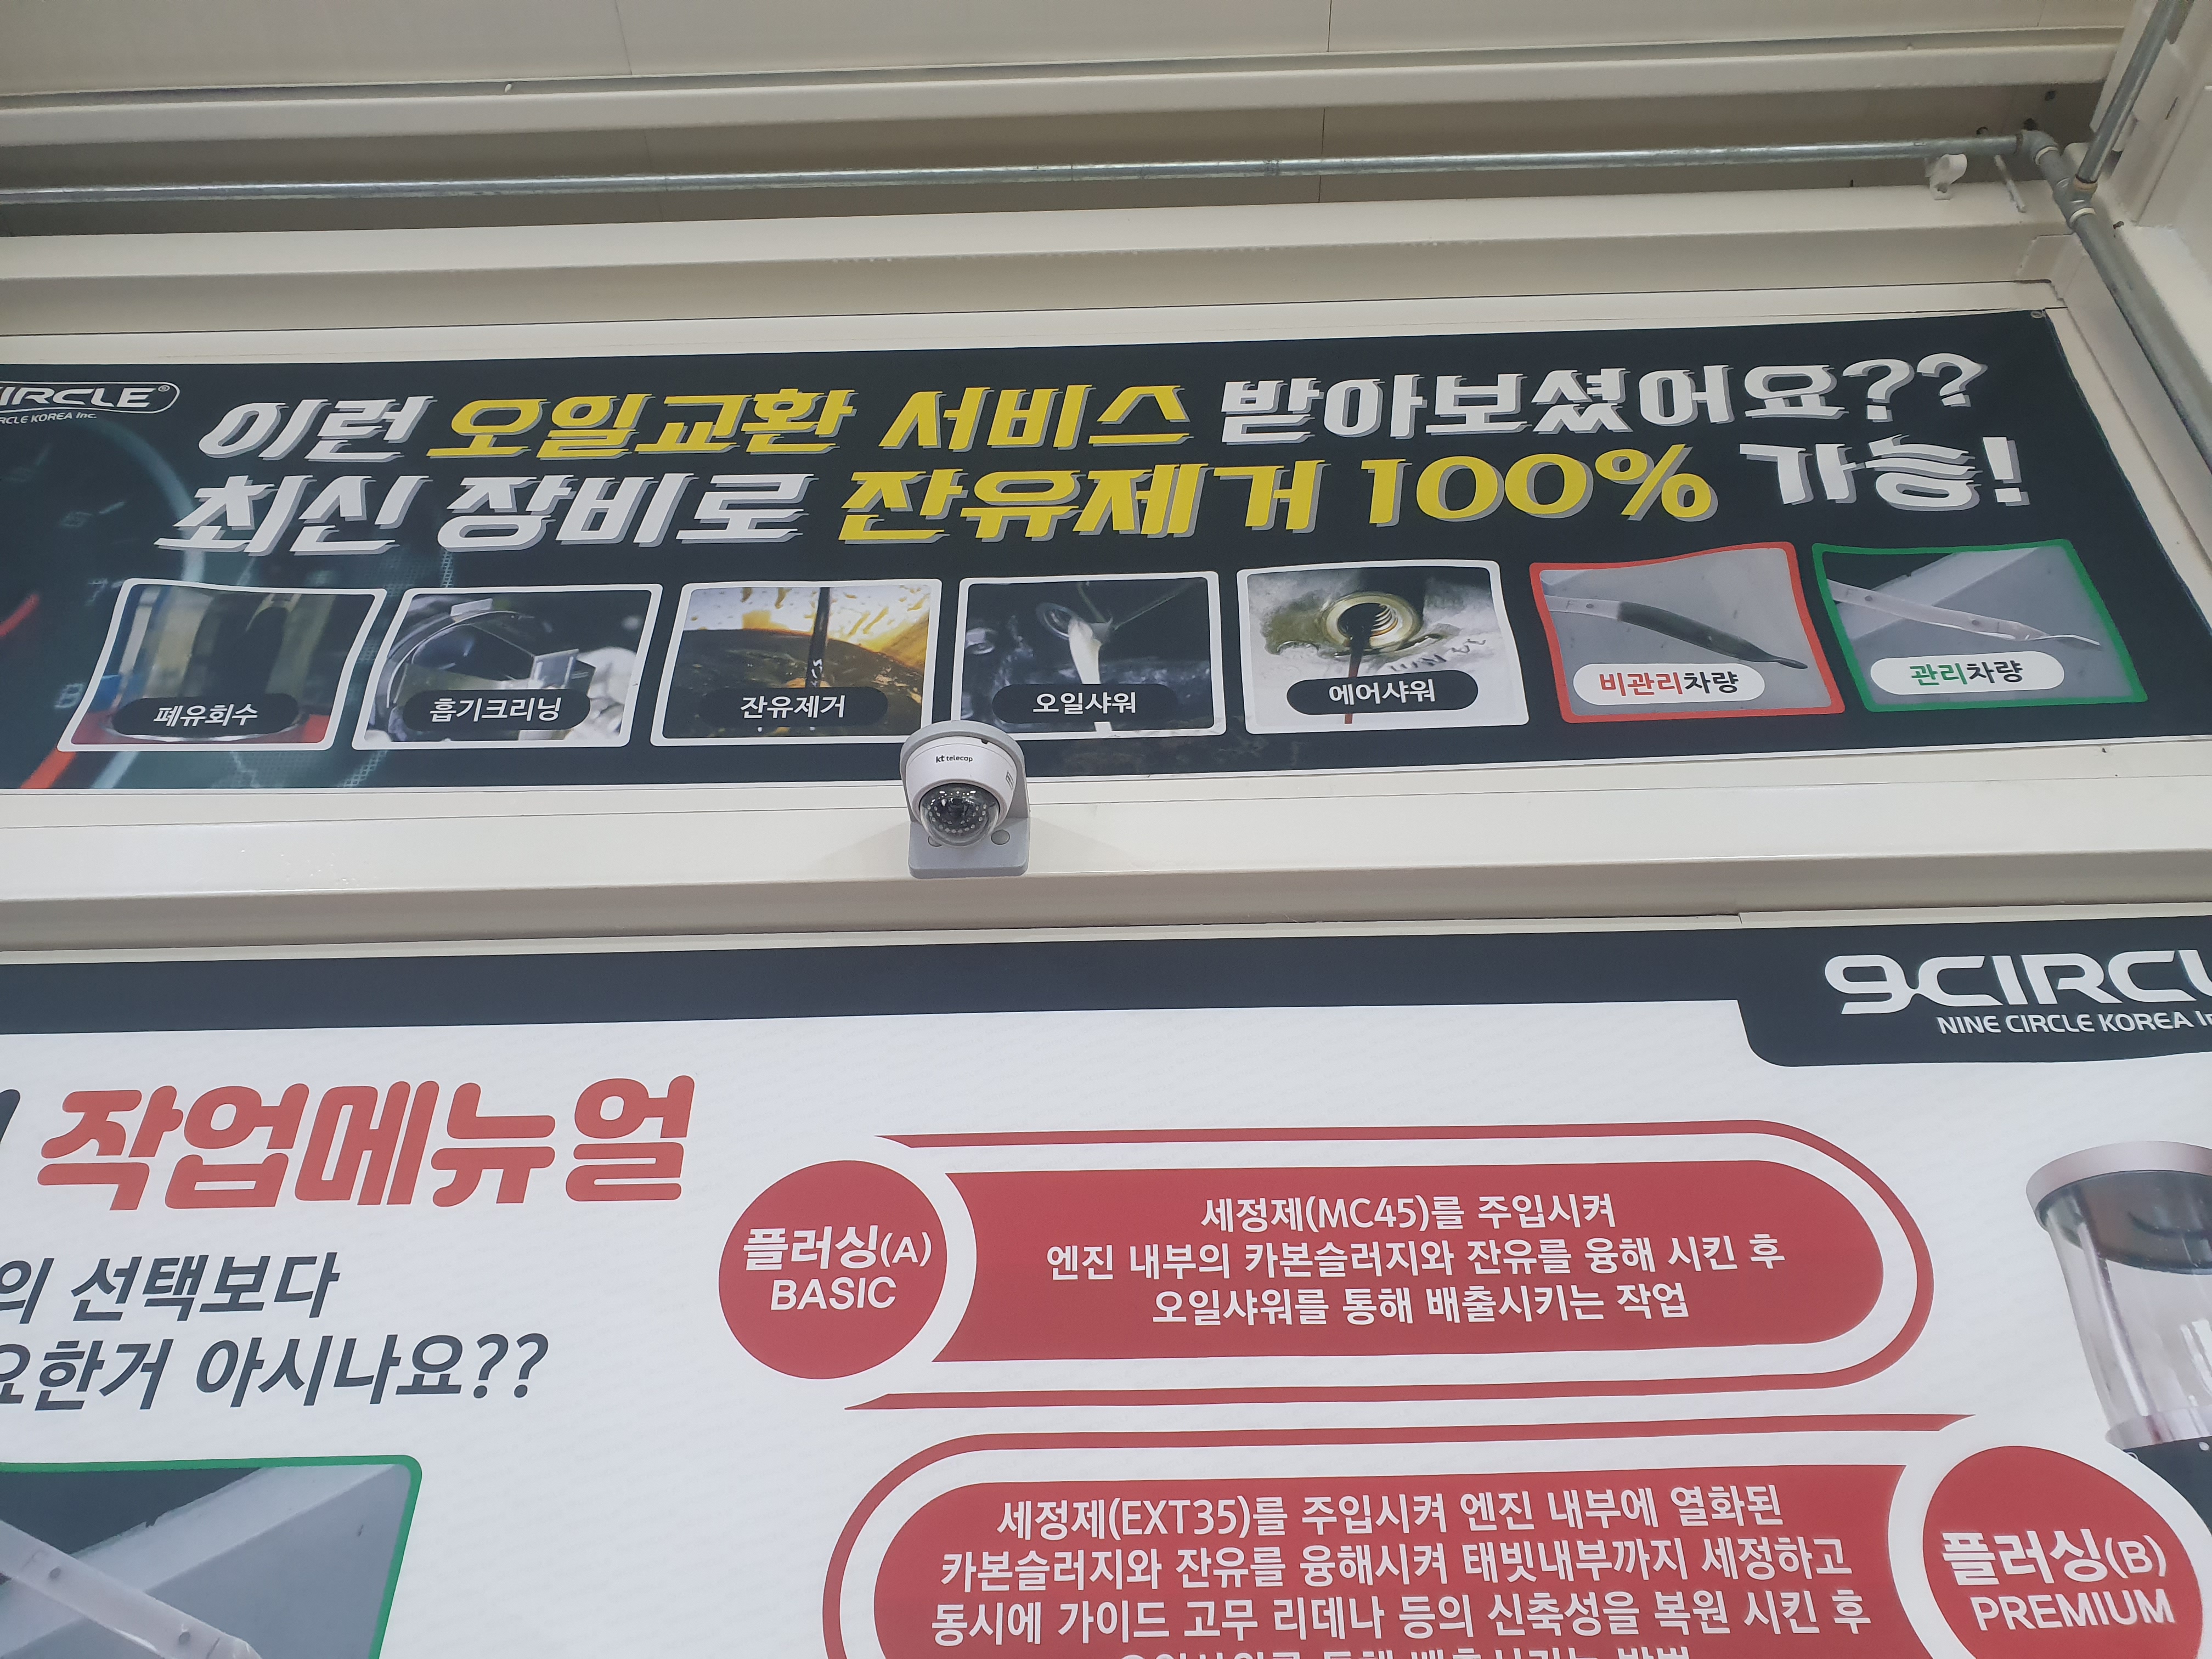 CIRCLE®
CIRCLE KOREA Inc.
이런 오일교환 서비스 받아보셨어요??
최신 장비로 잔유제거 100% 가능!
폐유회수
흡기크리닝
잔유제거
오일샤워
에어샤워
비관리차량
관리차량
kt telecop
9CIRCL
NINE CIRCLE KOREA
작업메뉴얼
의 선택보다
요한거 아시나요??
플러싱(A)
BASIC
세정제(MC45)를 주입시켜
엔진 내부의 카본슬러지와 잔유를 융해 시킨 후
오일샤워를 통해 배출시키는 작업
세정제(EXT35)를 주입시켜 엔진 내부에 열화된
카본슬러지와 잔유를 융해시켜 태빗내부까지 세정하고
동시에 가이드 고무 리데나 등의 신축성을 복원 시킨 후
플러싱(B)
PREMIUM